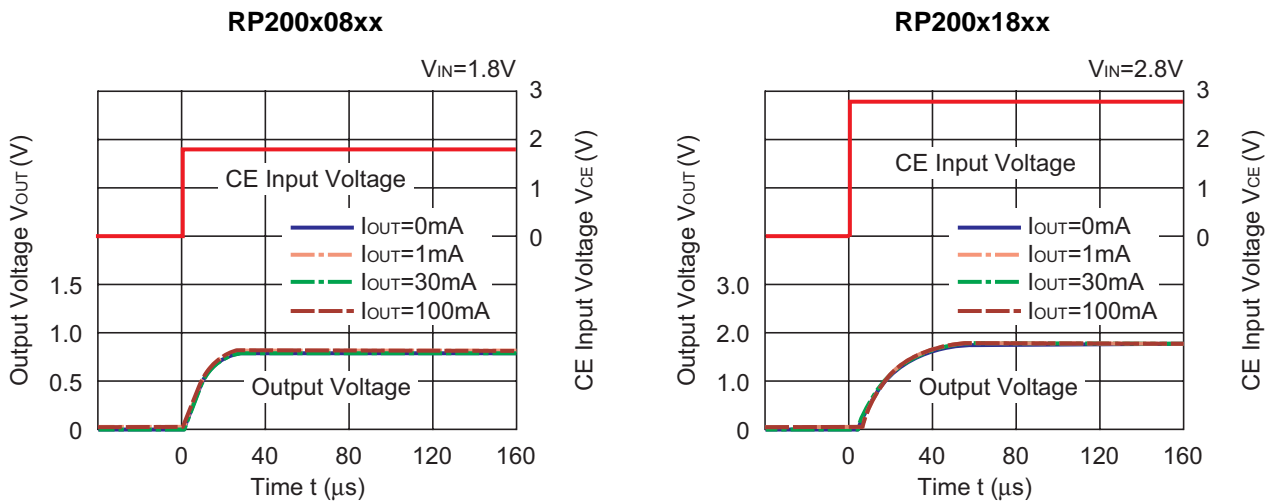 RP200x08xx
VIN=1.8V
3
2
1
0
CE Input Voltage
IOUT=0mA
IOUT=1mA
IOUT=30mA
IOUT=100mA
1.5
1.0
0.5
0
Output Voltage
Output Voltage VOUT (V)
CE Input Voltage VCE (V)
0 40 80 120 160
Time t (μs)
RP200x18xx
VIN=2.8V
3
2
1
0
CE Input Voltage
IOUT=0mA
IOUT=1mA
IOUT=30mA
IOUT=100mA
3.0
2.0
1.0
0
Output Voltage
Output Voltage VOUT (V)
CE Input Voltage VCE (V)
0 40 80 120 160
Time t (μs)